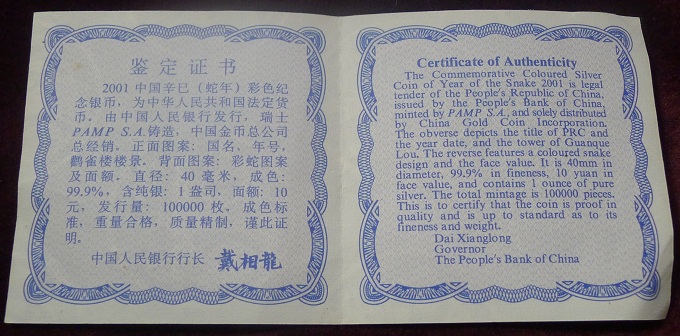 鉴定证书
2001中国辛巳（蛇年）彩色纪
念银币，为中华人民共和国法定货
币。由中国人民银行发行，瑞士
PAMP S.A.铸造，中国金币总公司
总经销，正面图案：国名，年号，
鹳雀楼楼景。背面图案：彩蛇图案
及面额。直径：40毫米，成色：
99.9%，含纯银：1盎司，面额：10
元，发行量：100000枚。成色标
准，重量合格，质量精制，谨此证
明。
中国人民银行行长 戴相龍
Certificate of Authenticity
The Commemorative Coloured Silver
Coin of Year of the Snake 2001 is legal
tender of the People's Republic of China,
issued by the People's Bank of China,
minted by PAMP S.A., and solely distributed
by China Gold Coin Incorporation.
The obverse depicts the title of PRC and
the year date, and the tower of Guanque
Lou. The reverse features a coloured snake
design and the face value. It is 40mm in
diameter, 99.9% in fineness, 10 yuan in
face value, and contains 1 ounce of pure
silver. The total mintage is 100000 pieces.
This is to certify that the coin is proof in
quality and is up to standard as to its
fineness and weight.
Dai Xianglong
Governor
The People's Bank of China